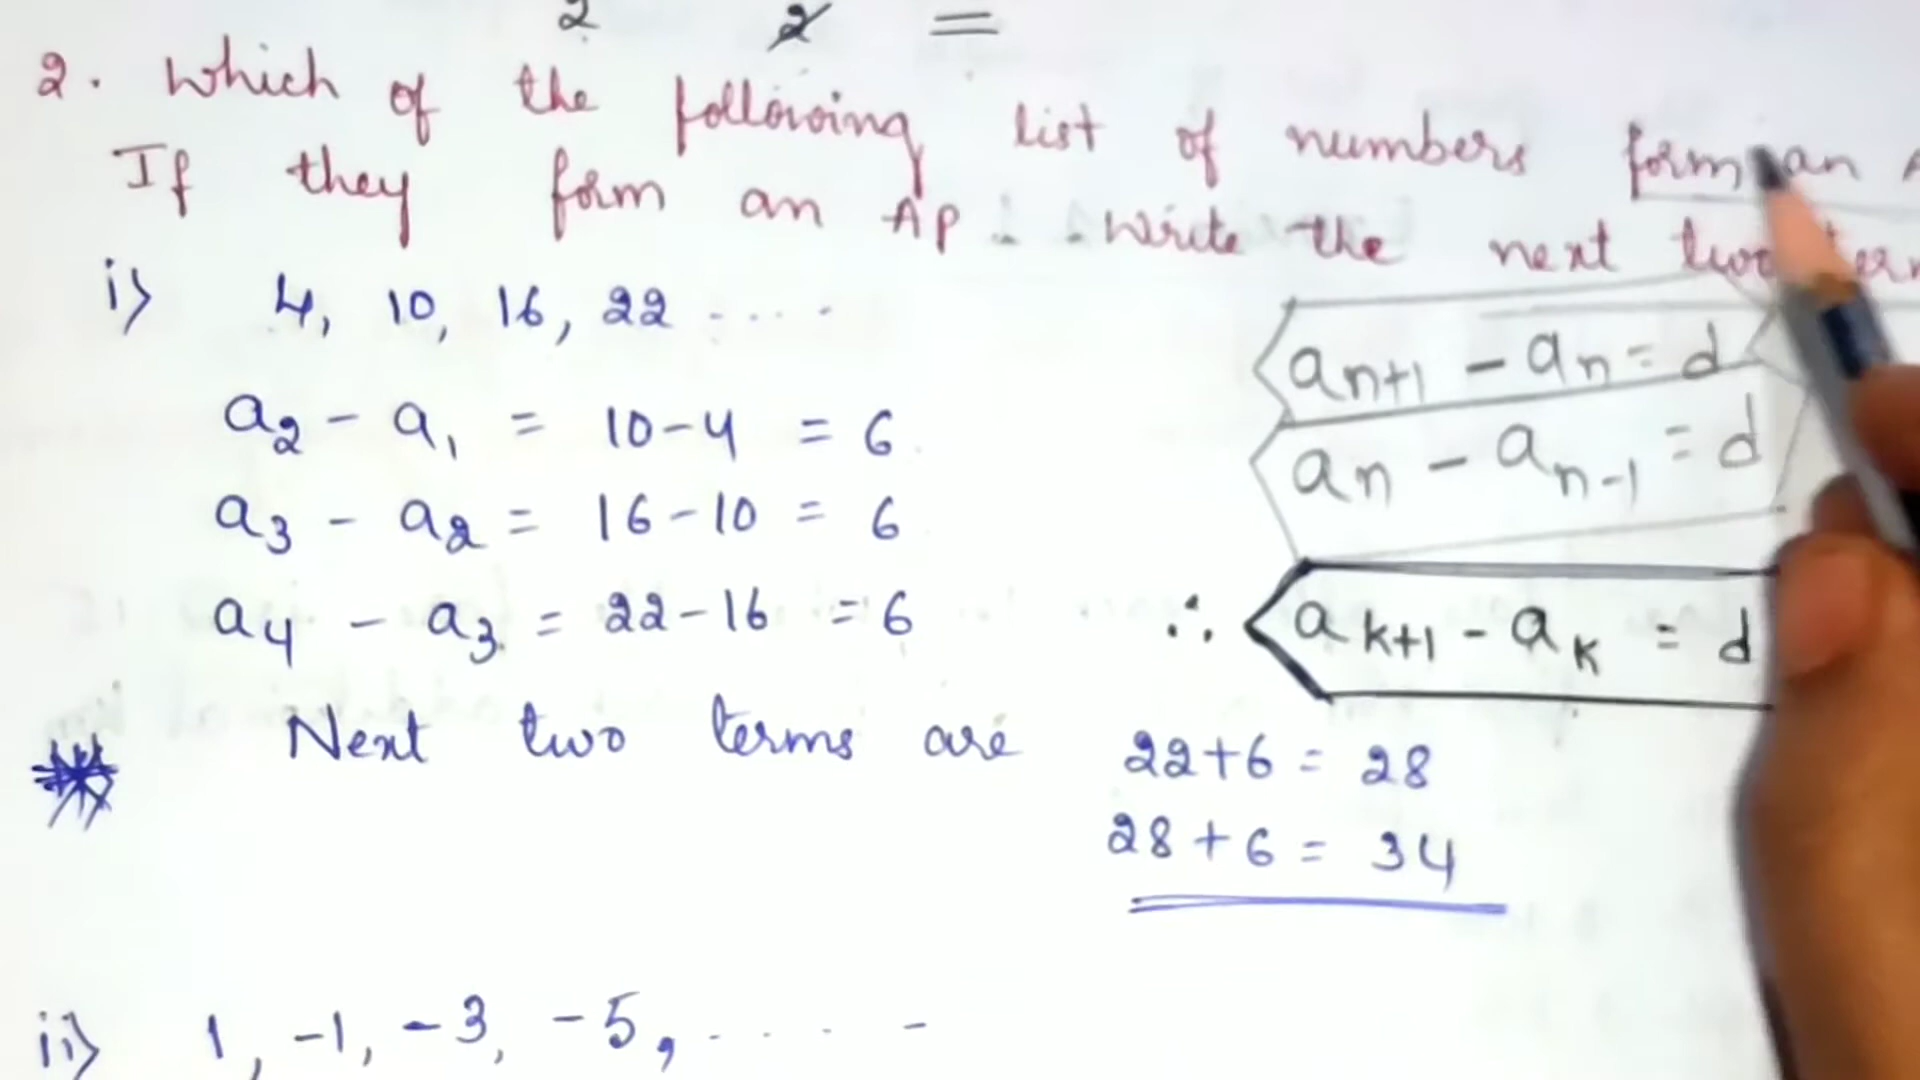 2 2 =
2. Which of the following list of numbers form an
If they form an AP. Write the next two
i) 4, 10, 16, 22 ....
a₂ - a₁ = 10-4 = 6
a₃ - a₂ = 16-10 = 6
a₄ - a₃ = 22-16 = 6
aₙ₊₁ - aₙ = d
aₙ - aₙ₋₁ = d
∴ aₖ₊₁ - aₖ = d
Next two terms are 22+6 = 28
28+6 = 34
ii) 1, -1, -3, -5, .... -